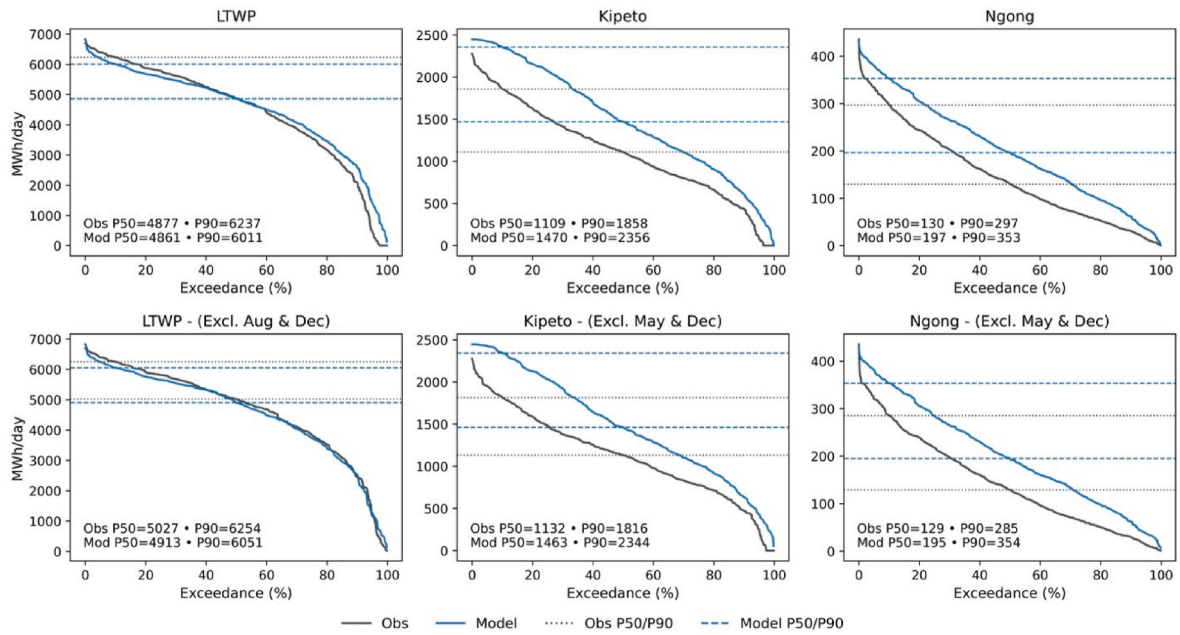 LTWP
Kipeto
Ngong
MWh/day
7000
6000
5000
4000
3000
2000
1000
0
Obs P50=4877 • P90=6237
Mod P50=4861 • P90=6011
0 20 40 60 80 100
Exceedance (%)
2500
2000
1500
1000
500
0
Obs P50=1109 • P90=1858
Mod P50=1470 • P90=2356
0 20 40 60 80 100
Exceedance (%)
400
300
200
100
0
Obs P50=130 • P90=297
Mod P50=197 • P90=353
0 20 40 60 80 100
Exceedance (%)
LTWP - (Excl. Aug & Dec)
Kipeto - (Excl. May & Dec)
Ngong - (Excl. May & Dec)
MWh/day
7000
6000
5000
4000
3000
2000
1000
0
Obs P50=5027 • P90=6254
Mod P50=4913 • P90=6051
0 20 40 60 80 100
Exceedance (%)
2500
2000
1500
1000
500
0
Obs P50=1132 • P90=1816
Mod P50=1463 • P90=2344
0 20 40 60 80 100
Exceedance (%)
400
300
200
100
0
Obs P50=129 • P90=285
Mod P50=195 • P90=354
0 20 40 60 80 100
Exceedance (%)
Obs Model Obs P50/P90 Model P50/P90